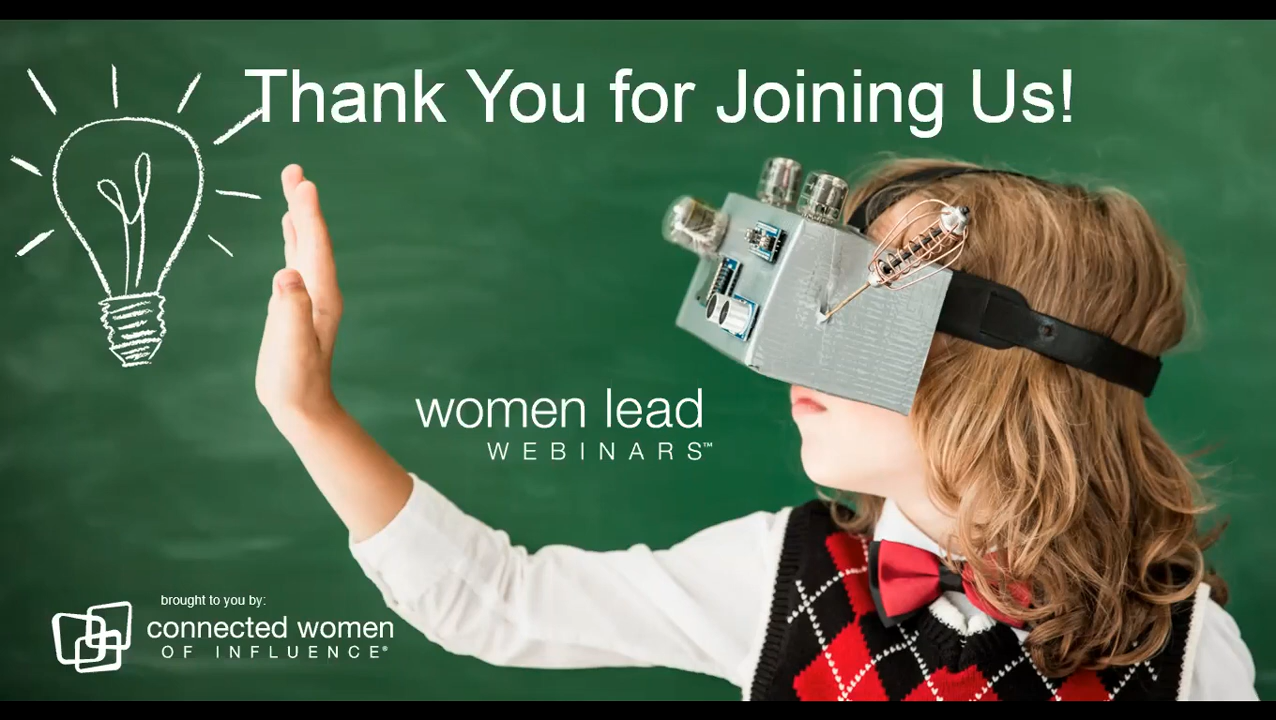 Thank You for Joining Us!
women lead
WEBINARS™
brought to you by:
connected women
OF INFLUENCE®